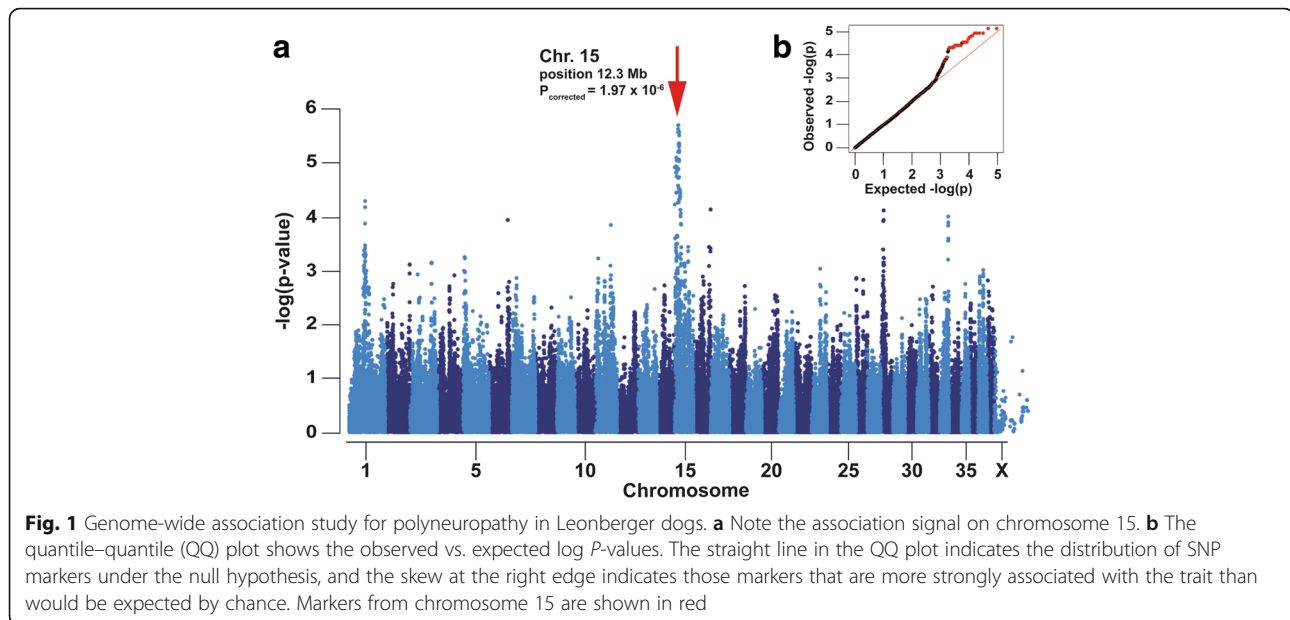 a
Chr. 15
position 12.3 Mb
Pcorrected = 1.97 x 10-6
-log(p-value)
6
5
4
3
2
1
0
1 5 10 15 20 25 30 35 X
Chromosome
b
Observed -log(p)
5
4
3
2
1
0
0 1 2 3 4 5
Expected -log(p)
Fig. 1 Genome-wide association study for polyneuropathy in Leonberger dogs. a Note the association signal on chromosome 15. b The
quantile–quantile (QQ) plot shows the observed vs. expected log P-values. The straight line in the QQ plot indicates the distribution of SNP
markers under the null hypothesis, and the skew at the right edge indicates those markers that are more strongly associated with the trait than
would be expected by chance. Markers from chromosome 15 are shown in red